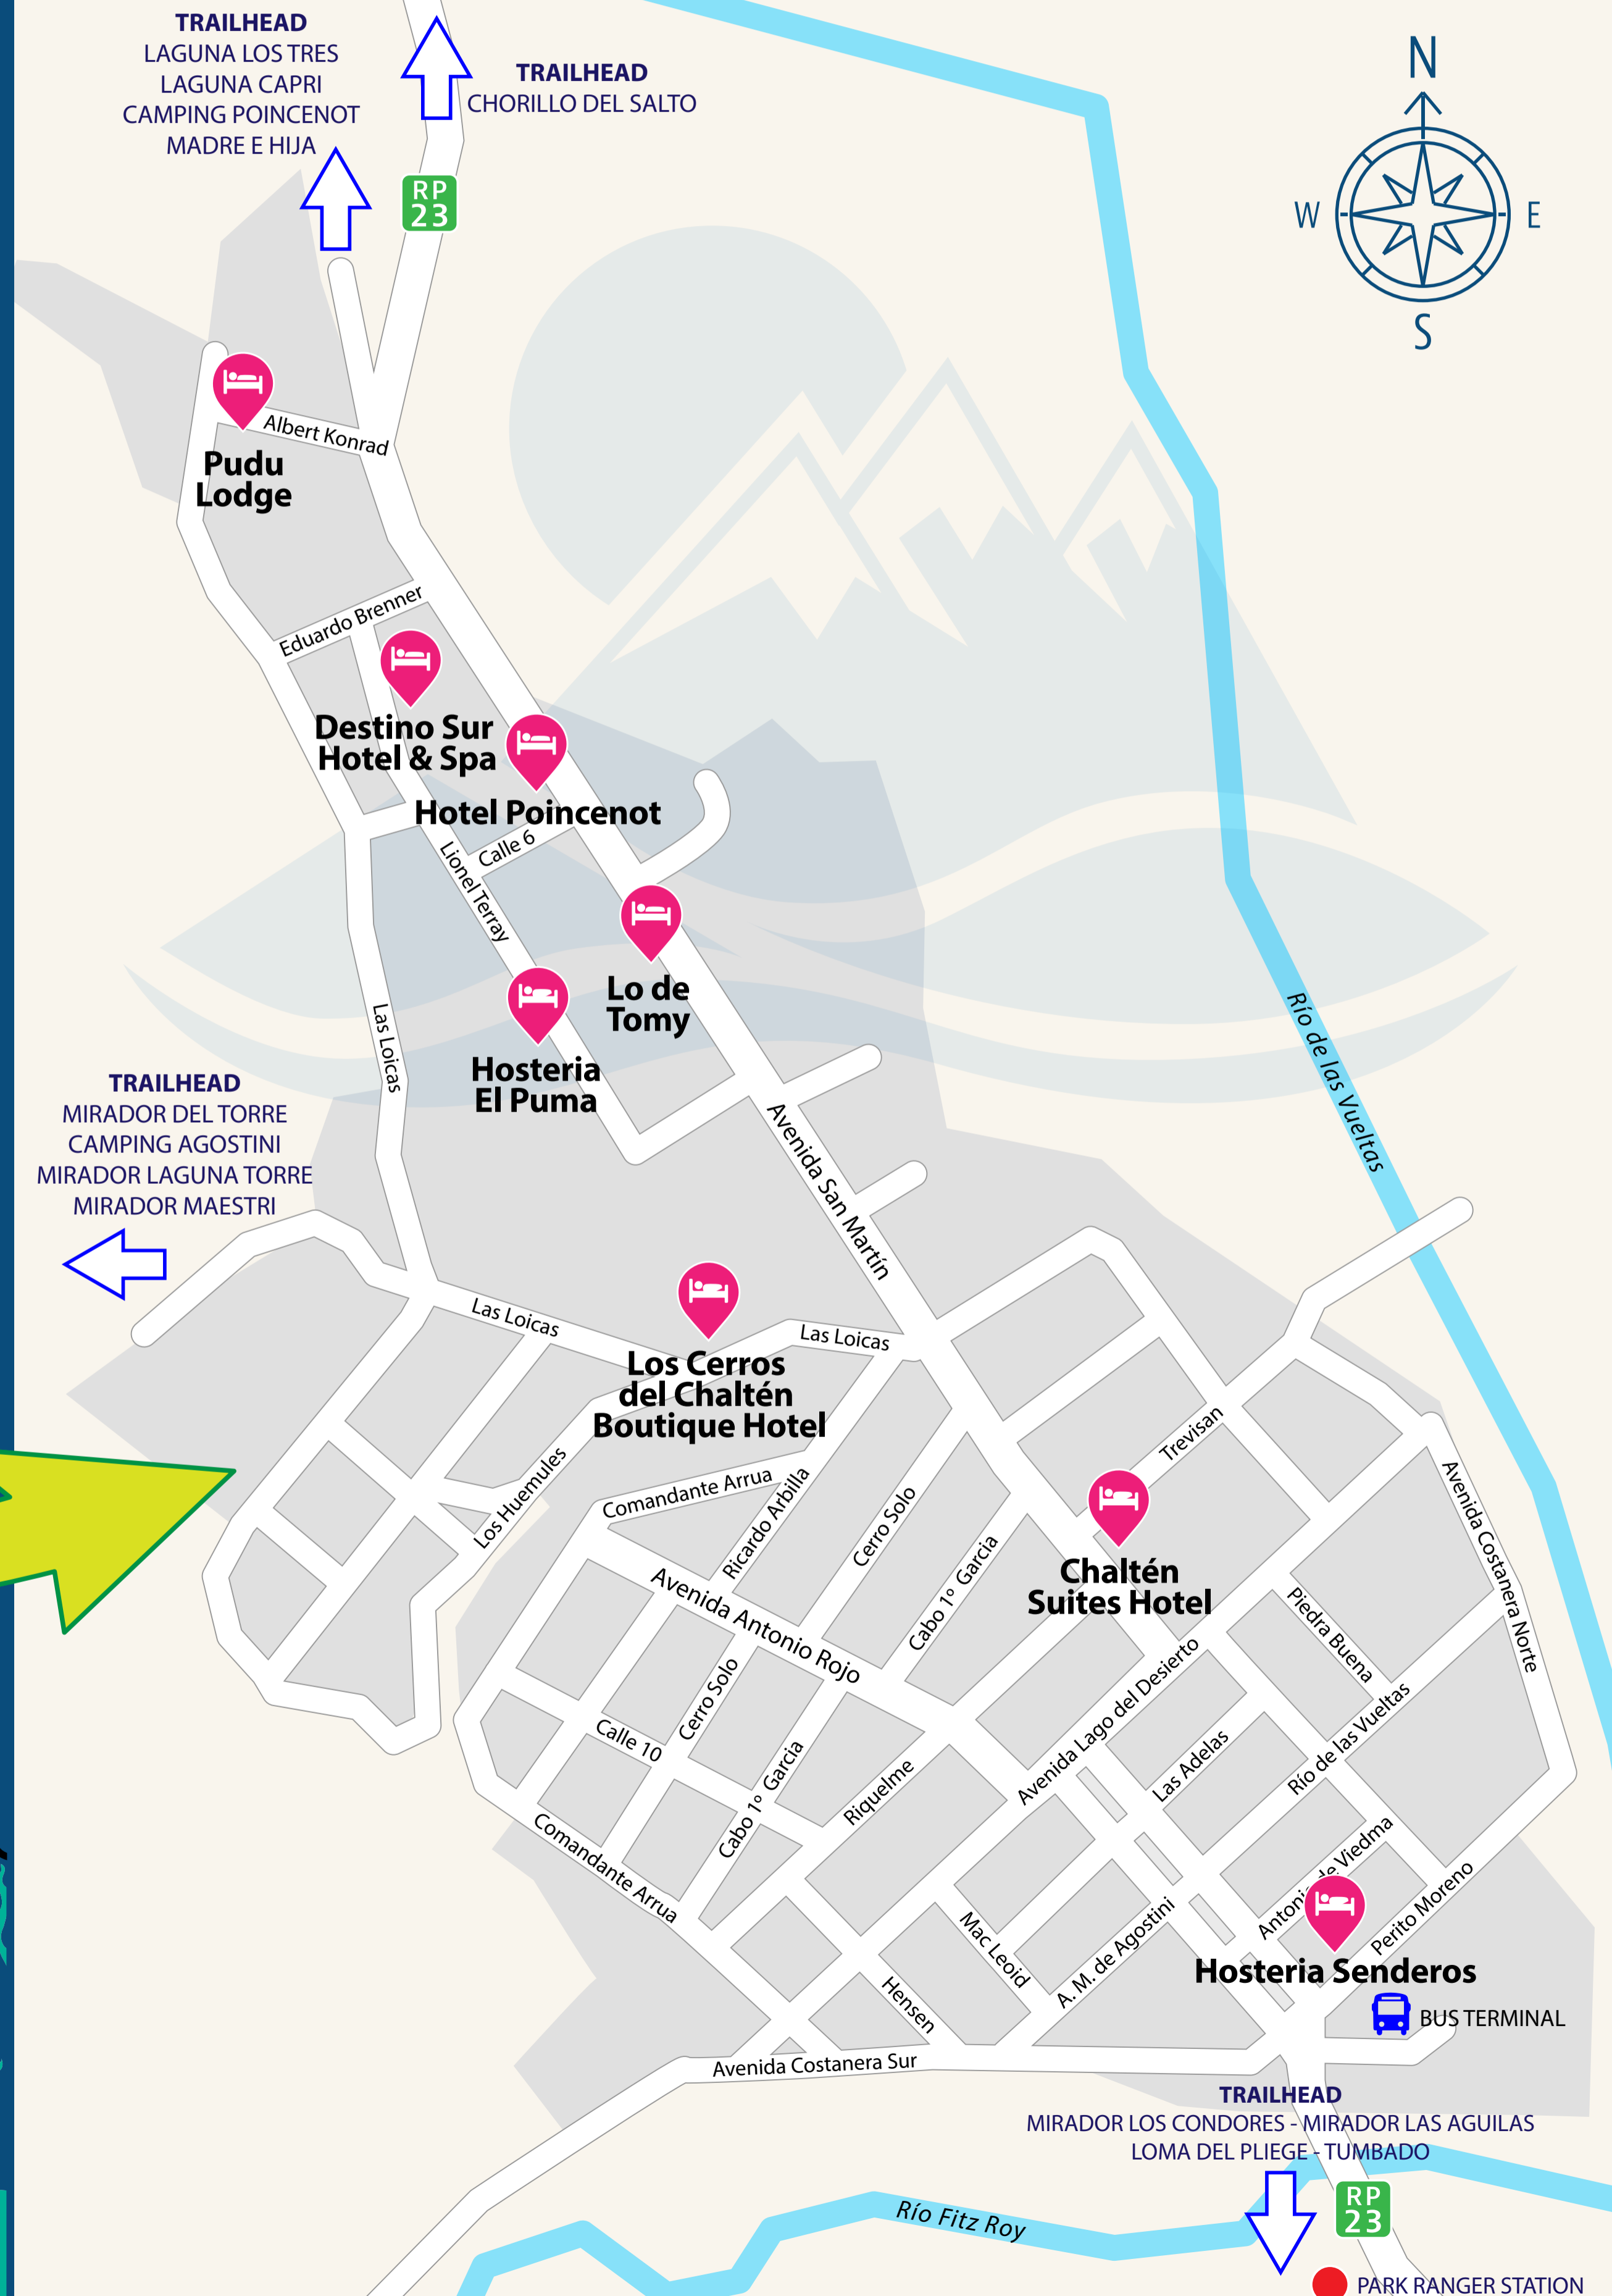 TRAILHEAD
LAGUNA LOS TRES
LAGUNA CAPRI
CAMPING POINCENOT
MADRE E HIJA
TRAILHEAD
CHORILLO DEL SALTO
RP
23
N
W
E
S
Albert Konrad
Pudu
Lodge
Eduardo Brenner
Destino Sur
Hotel & Spa
Hotel Poincenot
Calle 6
Lionel Terray
Lo de
Tomy
Hosteria
El Puma
Las Loicas
Río de las Vueltas
TRAILHEAD
MIRADOR DEL TORRE
CAMPING AGOSTINI
MIRADOR LAGUNA TORRE
MIRADOR MAESTRI
Avenida San Martín
Las Loicas
Las Loicas
Los Cerros
del Chaltén
Boutique Hotel
Trevisan
Los Huemules
Comandante Arrua
Ricardo Arbilla
Cerro Solo
Cabo 1º Garcia
Chaltén
Suites Hotel
Avenida Costanera Norte
Avenida Antonio Rojo
Piedra Buena
Cerro Solo
Calle 10
Cabo 1º Garcia
Riquelme
Avenida Lago del Desierto
Las Adelas
Río de las Vueltas
Comandante Arrua
Antonio de Viedma
Perito Moreno
Mac Leoid
A. M. de Agostini
Hensen
Hosteria Senderos
BUS TERMINAL
Avenida Costanera Sur
TRAILHEAD
MIRADOR LOS CONDORES - MIRADOR LAS AGUILAS
LOMA DEL PLIEGE - TUMBADO
Río Fitz Roy
RP
23
PARK RANGER STATION